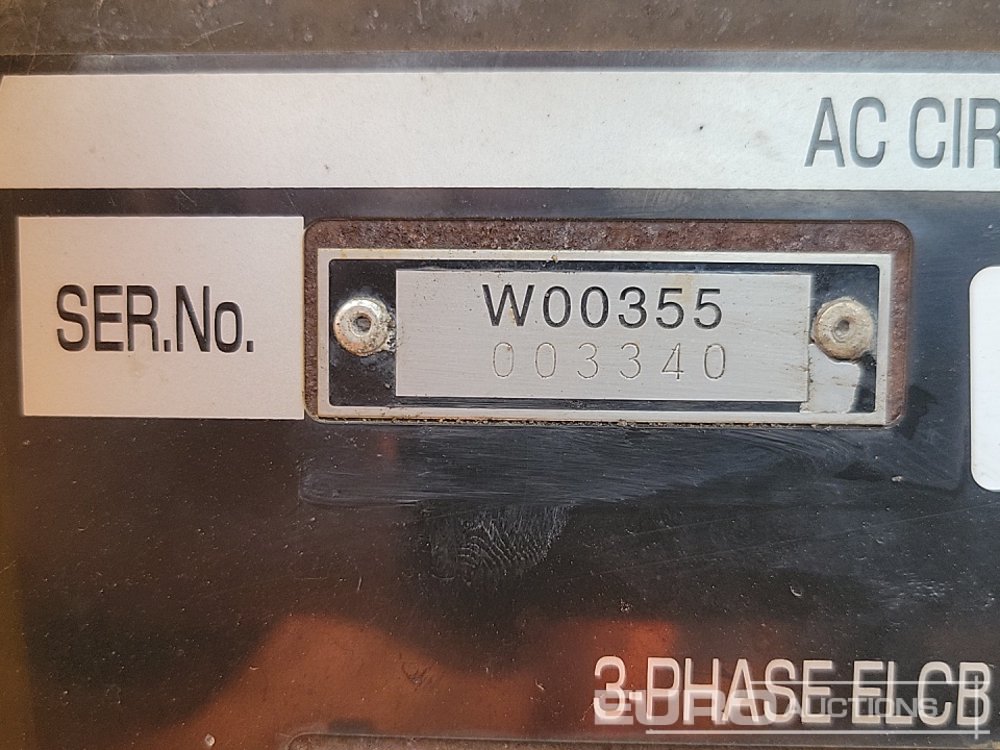 AC CIR
SER.No.
W00355
003340
3-PHASE ELCB
EURO AUCTIONS